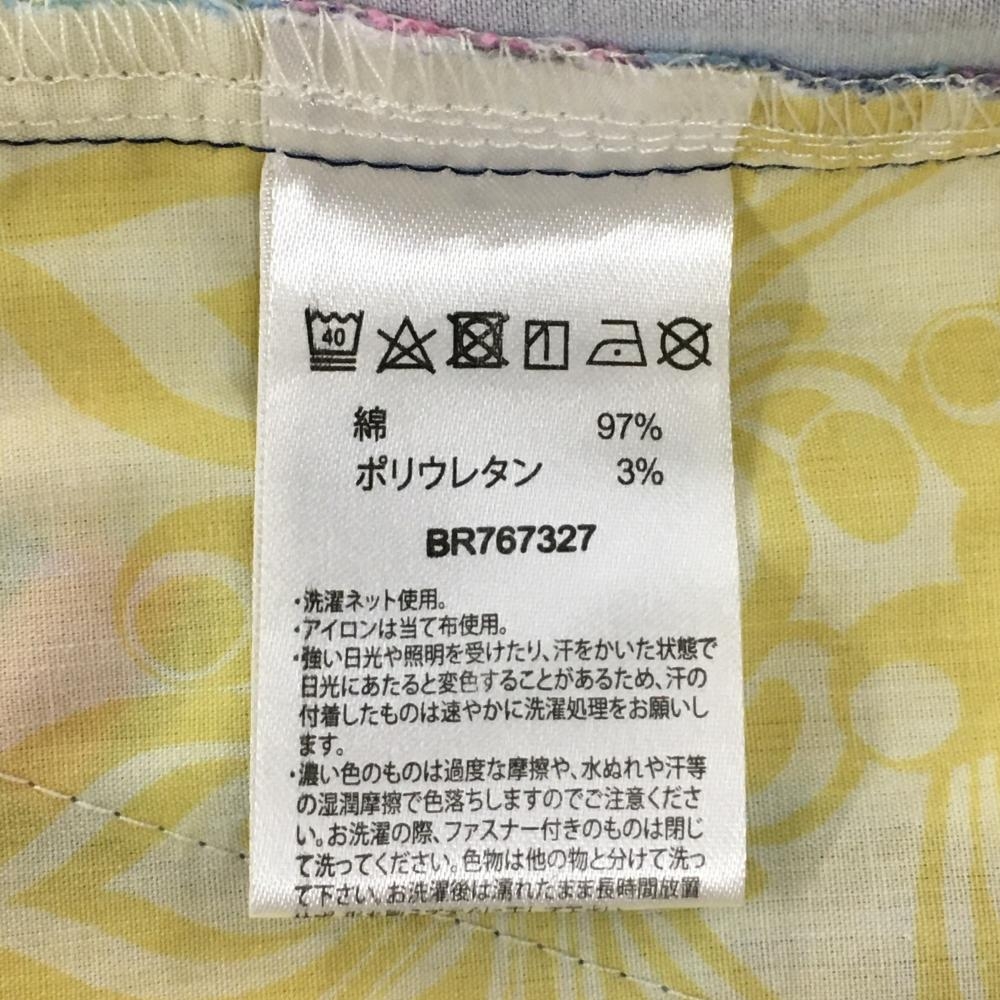 40
綿 97%
ポリウレタン 3%
BR767327
・洗濯ネット使用。
・アイロンは当て布使用。
・強い日光や照明を受けたり、汗をかいた状態で
日光にあたると変色することがあるため、汗の
付着したものは速やかに洗濯処理をお願いし
ます。
・濃い色のものは過度な摩擦や、水ぬれや汗等
の湿潤摩擦で色落ちしますのでご注意くださ
い。お洗濯の際、ファスナー付きのものは閉じ
て洗ってください。色物は他の物と分けて洗っ
て下さい。お洗濯後は濡れたまま長時間放置